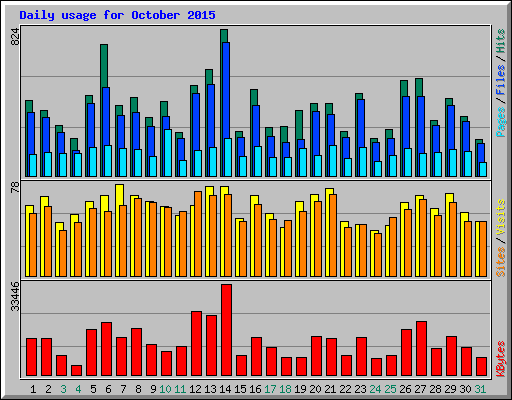 Daily usage for October 2015
824
Pages / Files / Hits
78
Sites / Visits
33446
KBytes
1 2 3 4 5 6 7 8 9 10 11 12 13 14 15 16 17 18 19 20 21 22 23 24 25 26 27 28 29 30 31